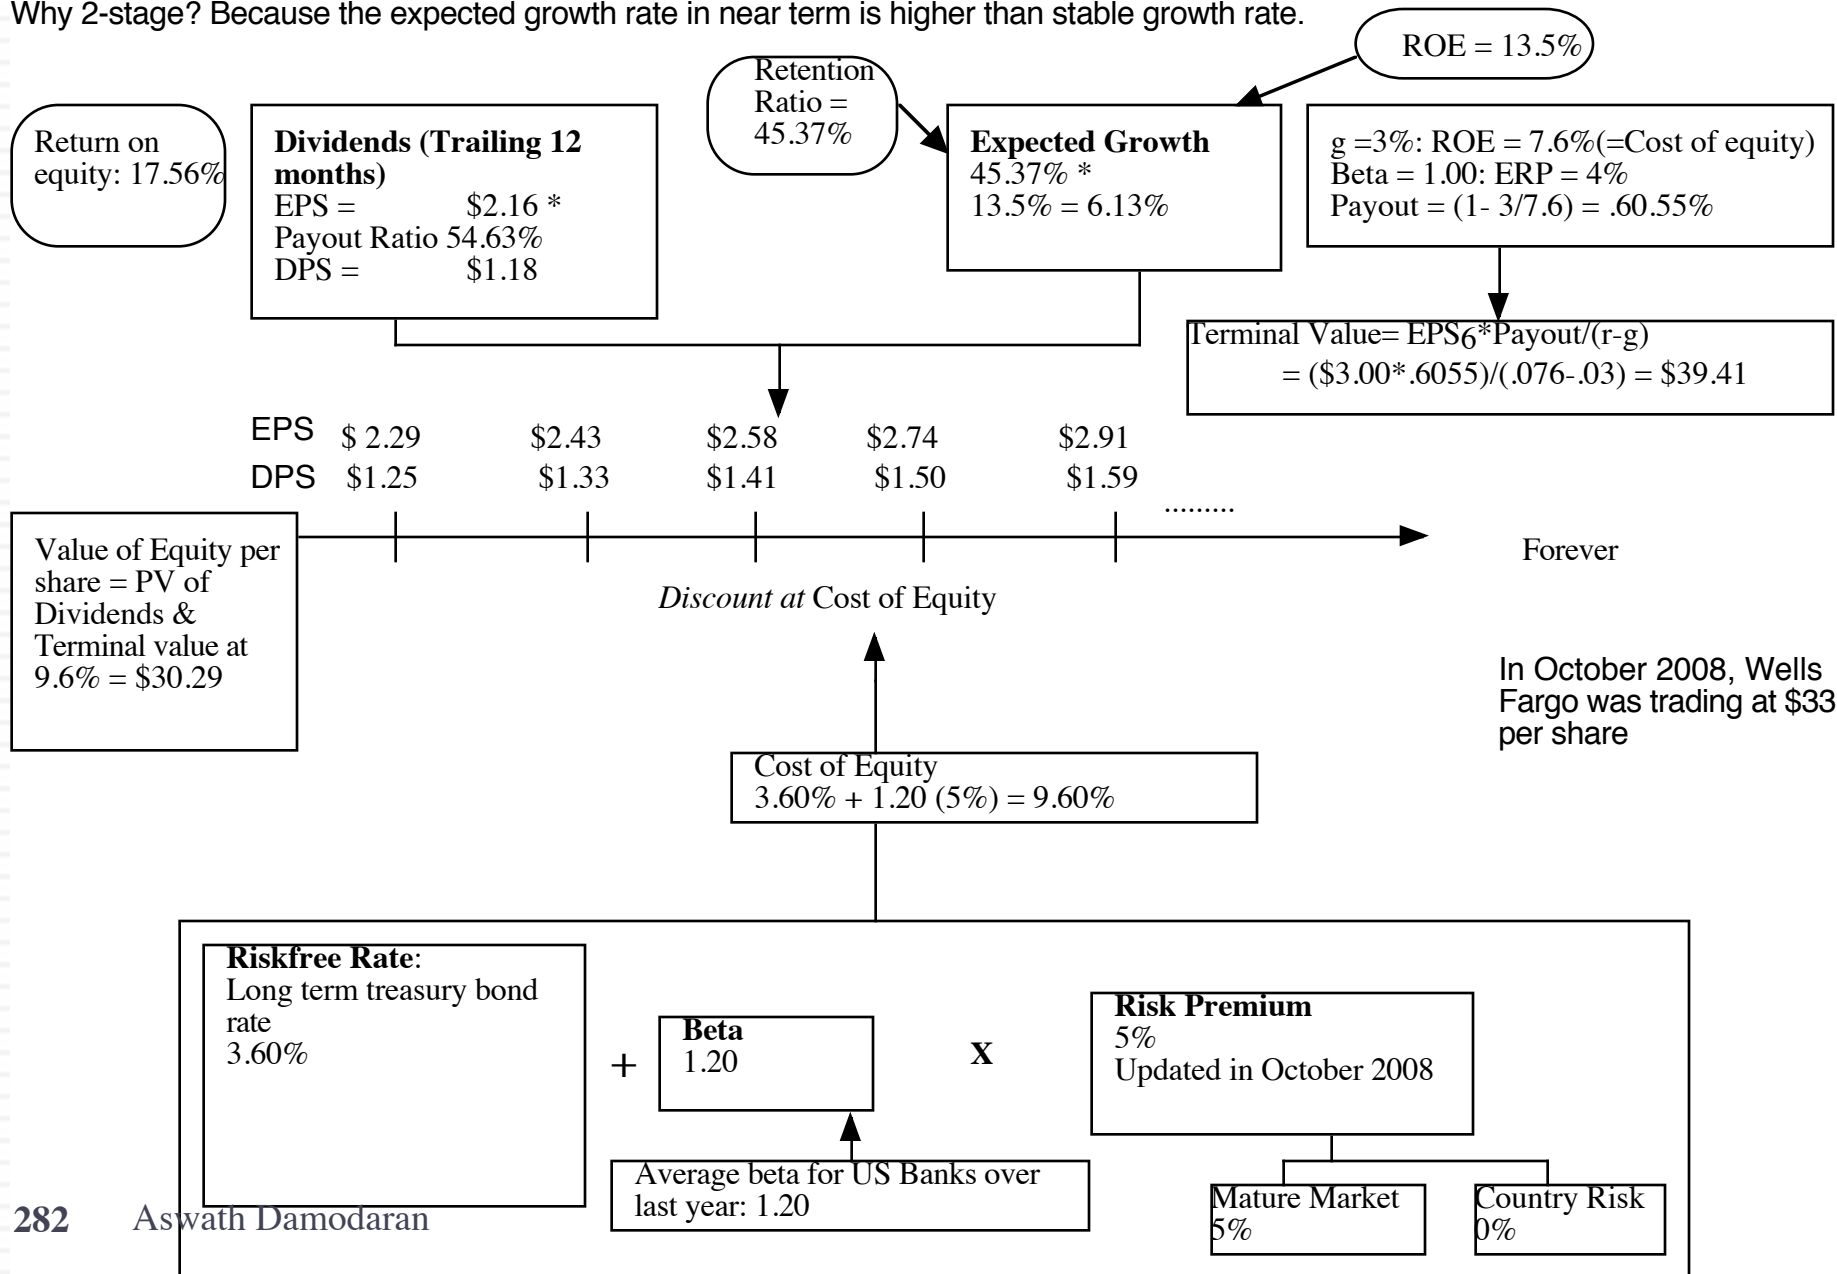 Why 2-stage? Because the expected growth rate in near term is higher than stable growth rate.
ROE = 13.5%
Retention
Ratio =
45.37%
Return on
equity: 17.56%
Dividends (Trailing 12
months)
EPS = $2.16 *
Payout Ratio 54.63%
DPS = $1.18
Expected Growth
45.37% *
13.5% = 6.13%
g =3%: ROE = 7.6%(=Cost of equity)
Beta = 1.00: ERP = 4%
Payout = (1- 3/7.6) = .60.55%
Terminal Value= EPS6*Payout/(r-g)
= ($3.00*.6055)/(.076-.03) = $39.41
EPS $ 2.29 $2.43 $2.58 $2.74 $2.91
DPS $1.25 $1.33 $1.41 $1.50 $1.59
.........
Forever
Value of Equity per
share = PV of
Dividends &
Terminal value at
9.6% = $30.29
Discount at Cost of Equity
In October 2008, Wells
Fargo was trading at $33
per share
Cost of Equity
3.60% + 1.20 (5%) = 9.60%
Riskfree Rate:
Long term treasury bond
rate
3.60%
+
Beta
1.20
X
Risk Premium
5%
Updated in October 2008
Average beta for US Banks over
last year: 1.20
Mature Market
5%
Country Risk
0%
282 Aswath Damodaran